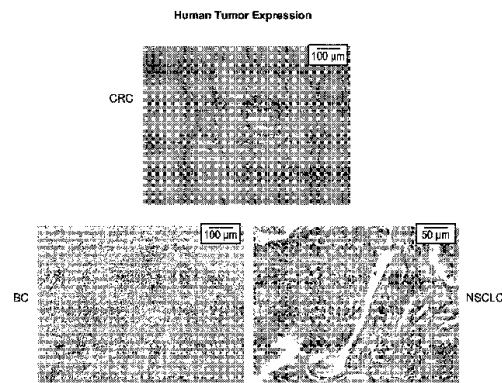 Human Tumor Expression
100 µm
CRC
100 µm
50 µm
BC
NSCLC